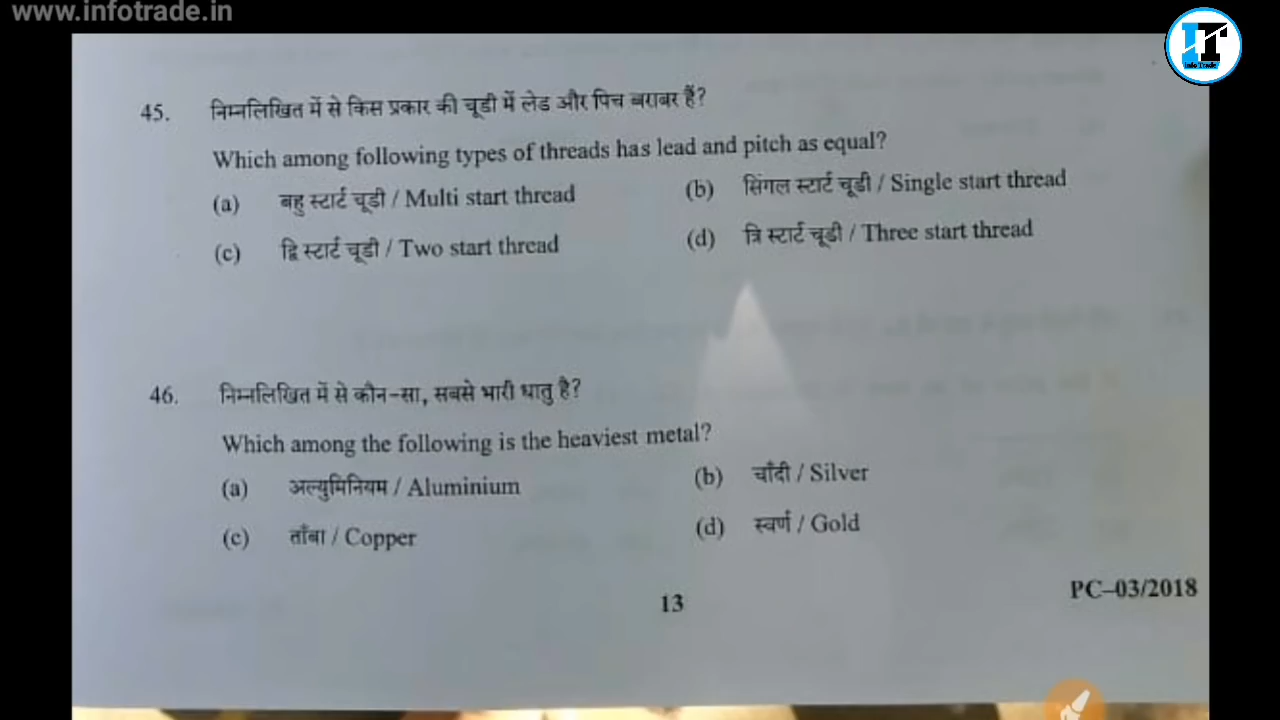 www.infotrade.in
IT
Info Trade
45. निम्नलिखित में से किस प्रकार की चूडी में लेड और पिच बराबर हैं?
Which among following types of threads has lead and pitch as equal?
(a) बहु स्टार्ट चूडी / Multi start thread (b) सिंगल स्टार्ट चूडी / Single start thread
(c) द्वि स्टार्ट चूडी / Two start thread (d) त्रि स्टार्ट चूडी / Three start thread
46. निम्नलिखित में से कौन-सा, सबसे भारी धातु है?
Which among the following is the heaviest metal?
(a) अल्युमिनियम / Aluminium (b) चाँदी / Silver
(c) ताँबा / Copper (d) स्वर्ण / Gold
13 PC–03/2018